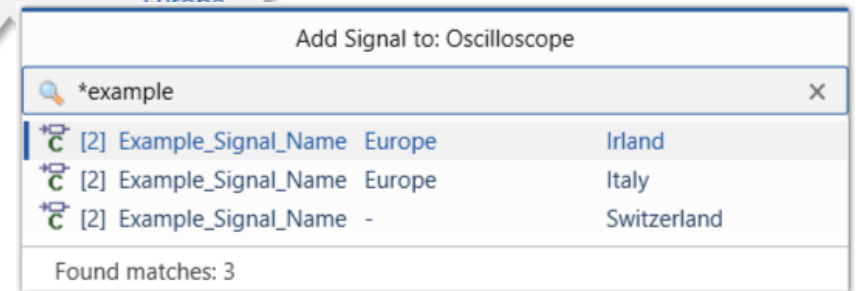 Add Signal to: Oscilloscope
*example
C [2] Example_Signal_Name Europe Irland
C [2] Example_Signal_Name Europe Italy
C [2] Example_Signal_Name - Switzerland
Found matches: 3